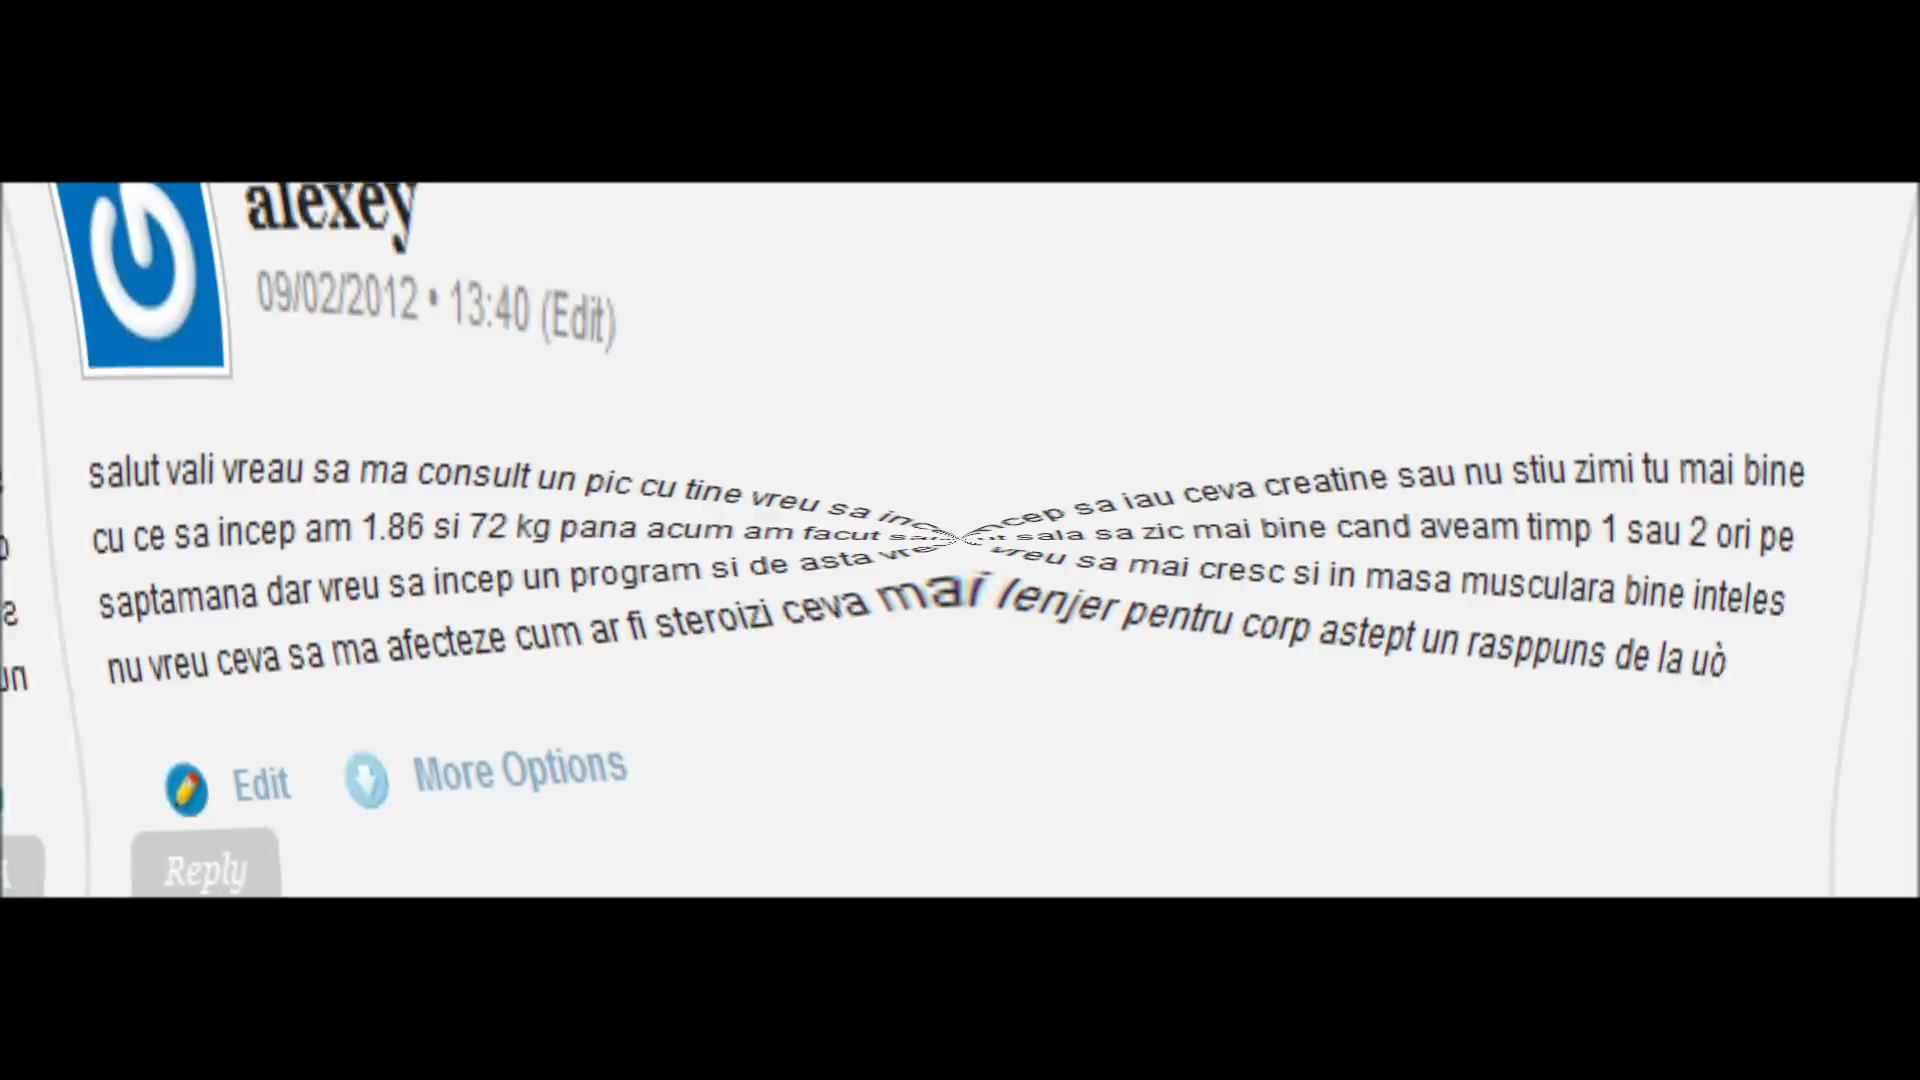 alexey
09/02/2012 • 13:40 (Edit)
salut vali vreau sa ma consult un pic cu tine vreu sa incep sa iau ceva creatine sau nu stiu zimi tu mai bine
cu ce sa incep am 1.86 si 72 kg pana acum am facut sala sa zic mai bine cand aveam timp 1 sau 2 ori pe
saptamana dar vreu sa incep un program si de asta vreu sa mai cresc si in masa musculara bine inteles
nu vreu ceva sa ma afecteze cum ar fi steroizi ceva mai lenjer pentru corp astept un rasppuns de la uò
Edit More Options
Reply